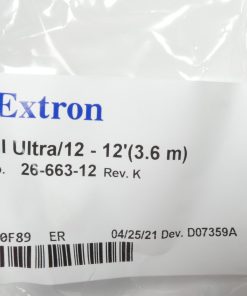 Extron
I Ultra/12 - 12'(3.6 m)
o. 26-663-12 Rev. K
0F89 ER 04/25/21 Dev. D07359A